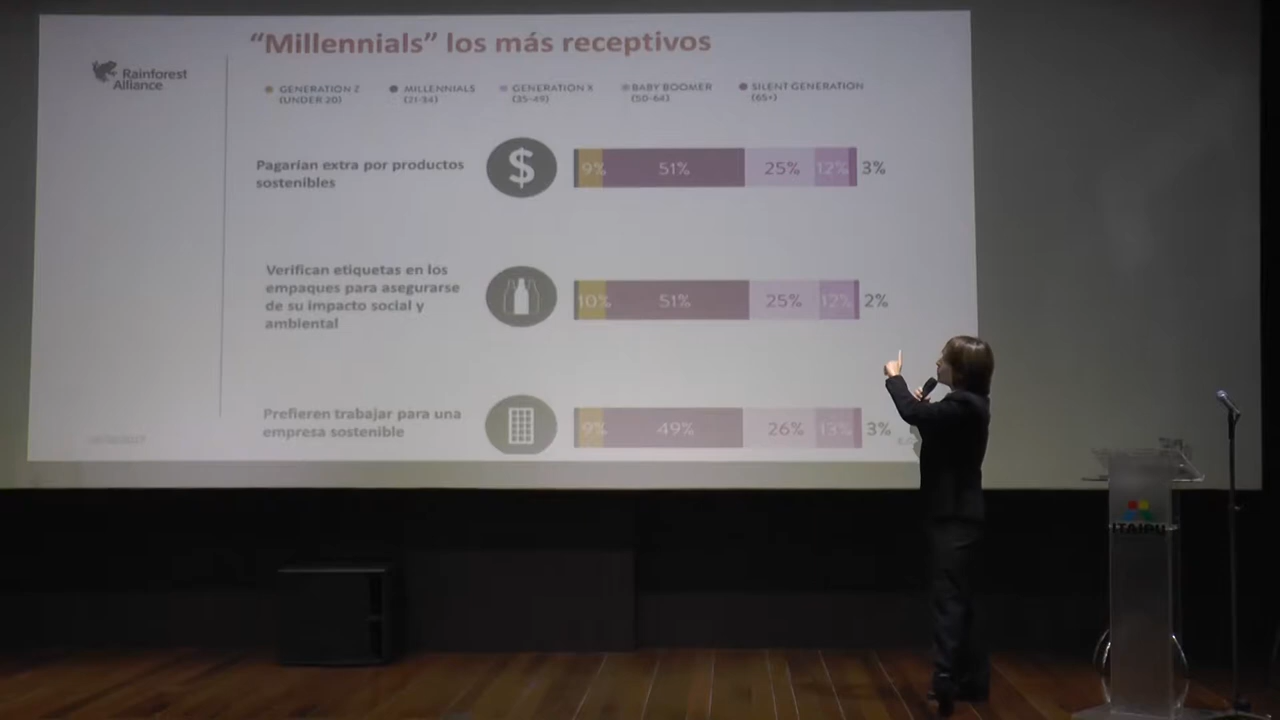 “Millennials” los más receptivos
Rainforest
Alliance
GENERATION Z
(UNDER 20)
MILLENNIALS
(21-34)
GENERATION X
(35-49)
BABY BOOMER
(50-64)
SILENT GENERATION
(65+)
Pagarían extra por productos
sostenibles
9% 51% 25% 12% 3%
Verifican etiquetas en los
empaques para asegurarse
de su impacto social y
ambiental
10% 51% 25% 12% 2%
Prefieren trabajar para una
empresa sostenible
9% 49% 26% 13% 3%
ITAIPU